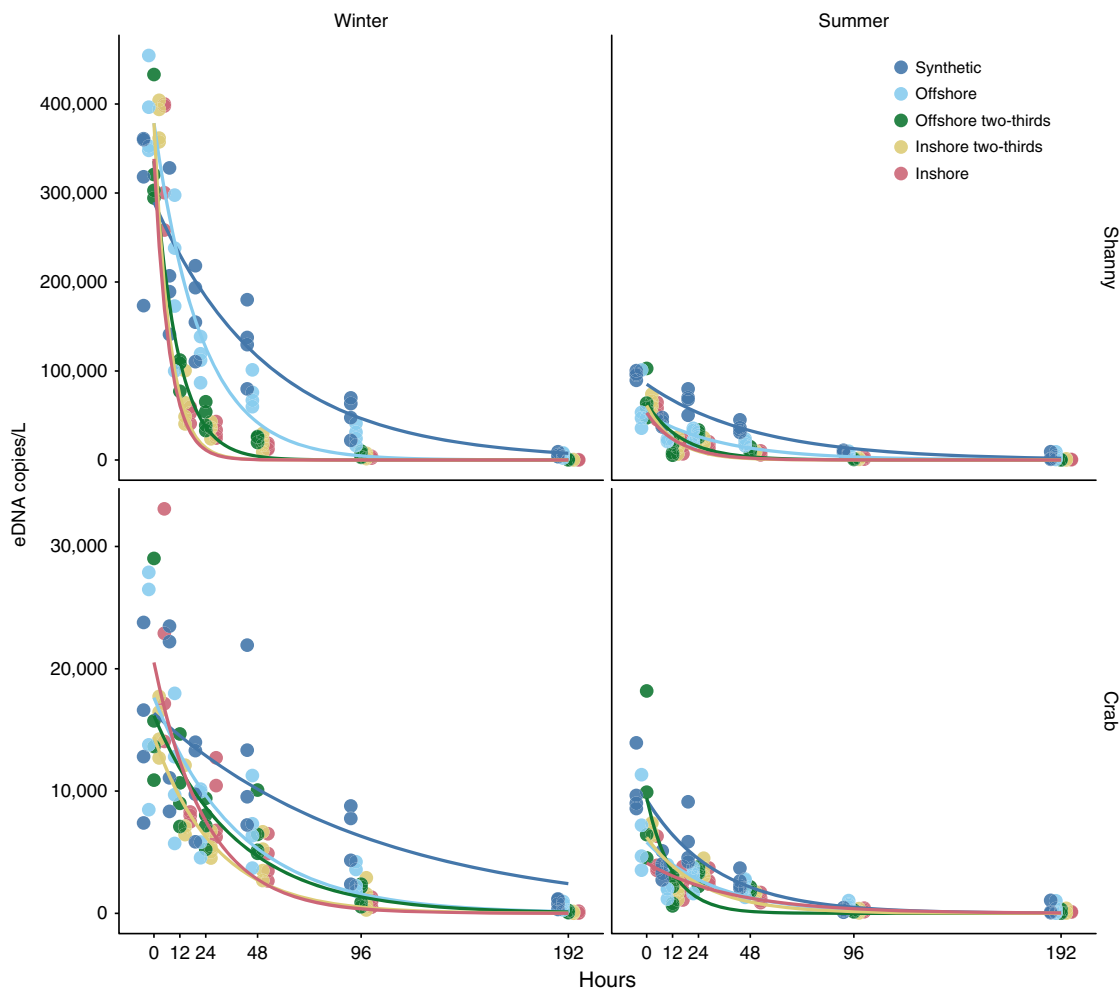 Winter
Summer
Synthetic
Offshore
Offshore two-thirds
Inshore two-thirds
Inshore
400,000
300,000
200,000
100,000
0
Shanny
eDNA copies/L
30,000
20,000
10,000
0
Crab
0 12 24 48 96 192
0 12 24 48 96 192
Hours